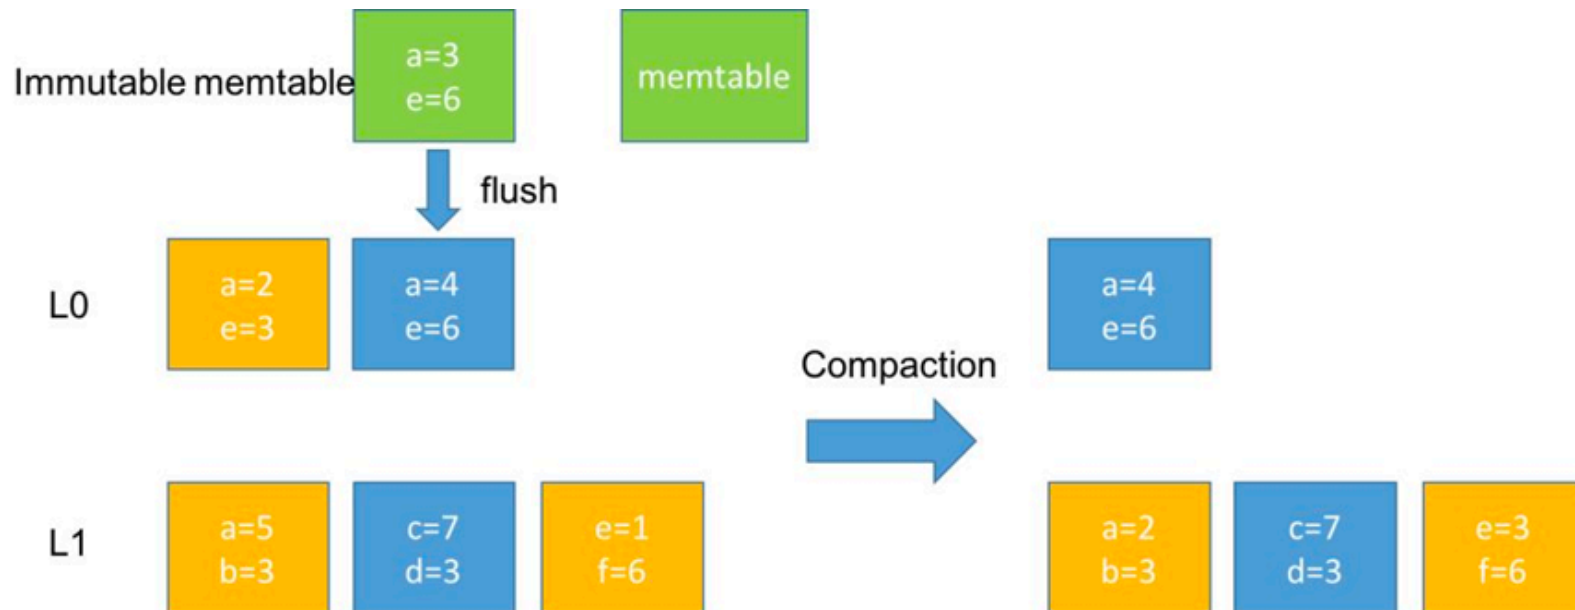 Immutable memtable
a=3
e=6
memtable
flush
L0
a=2
e=3
a=4
e=6
a=4
e=6
Compaction
L1
a=5
b=3
c=7
d=3
e=1
f=6
a=2
b=3
c=7
d=3
e=3
f=6